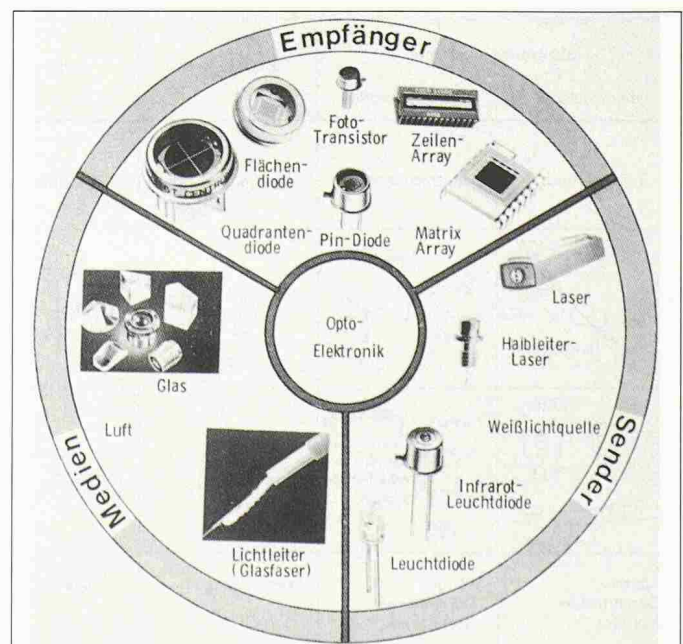 Empfänger
Foto-
Transistor
Zeilen-
Array
Flächen-
diode
Quadranten-
diode
Pin-Diode
Matrix
Array
Opto-
Elektronik
Laser
Halbleiter-
Laser
Weißlichtquelle
Infrarot-
Leuchtdiode
Leuchtdiode
Sender
Glas
Luft
Lichtleiter
(Glasfaser)
Medien